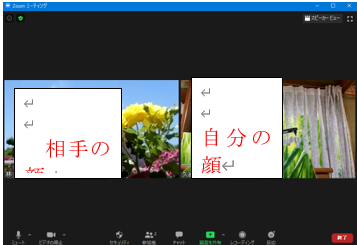 Zoom ミーティング
スピーカー ビュー
↵
↵
相手の
顔
↵
↵
自分の
顔↵
ミュート
ビデオの停止
セキュリティ
参加者
2
チャット
画面を共有
レコーディング
反応
終了